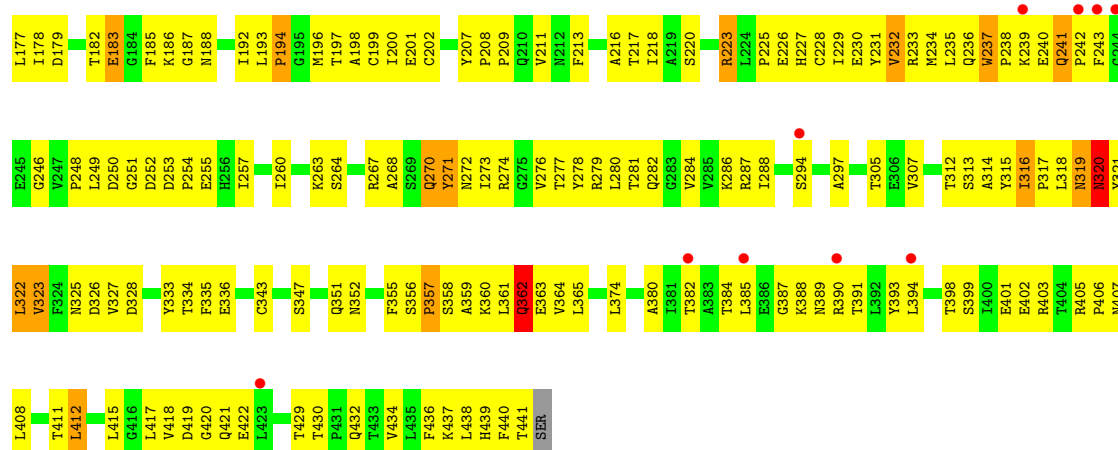 L177 I178 D179 T182 E183 G184 F185 K186 G187 N188 I192 L193 P194 G195 M196 T197 A198 C199 I200 E201 C202 Y207 P208 P209 Q210 V211 N212 F213 A216 T217 I218 A219 S220 R223 L224 P225 E226 H227 C228 I229 E230 Y231 V232 R233 M234 L235 Q236 W237 P238 K239 E240 Q241 P242 F243 G244
E245 G246 V247 P248 L249 D250 G251 D252 D253 P254 E255 H256 I257 I260 K263 S264 R267 A268 S269 Q270 Y271 N272 I273 R274 G275 V276 T277 Y278 R279 L280 T281 Q282 G283 V284 V285 K286 R287 I288 S294 A297 T305 E306 V307 T312 S313 A314 Y315 I316 P317 L318 N319 N320 Y321
L322 V323 F324 N325 D326 V327 D328 Y333 T334 F335 E336 C343 S347 Q351 N352 F355 S356 P357 S358 A359 K360 L361 Q362 E363 V364 L365 L374 A380 I381 T382 A383 T384 L385 E386 G387 K388 N389 R390 T391 L392 Y393 L394 T398 S399 I400 E401 E402 R403 T404 R405 P406
L408 T411 L412 L415 G416 L417 V418 D419 G420 Q421 E422 L423 T429 T430 P431 Q432 T433 V434 L435 F436 K437 L438 H439 F440 T441 SER